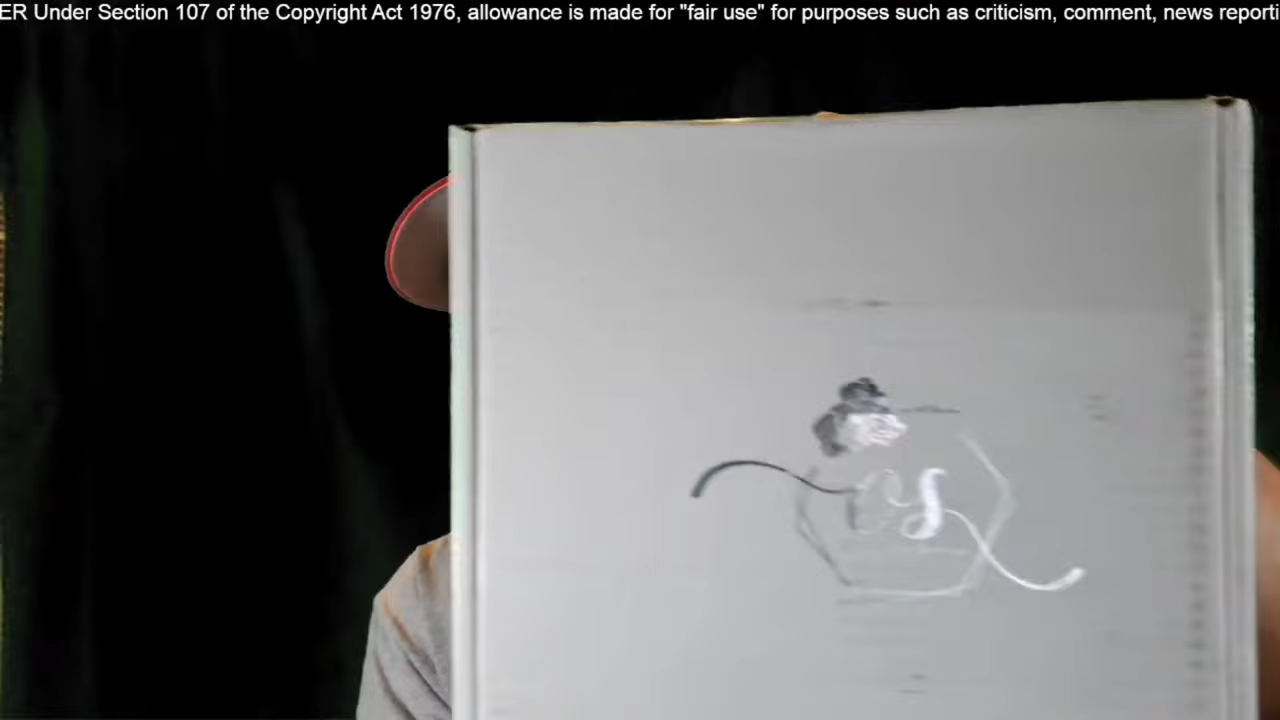 ER Under Section 107 of the Copyright Act 1976, allowance is made for "fair use" for purposes such as criticism, comment, news reporti